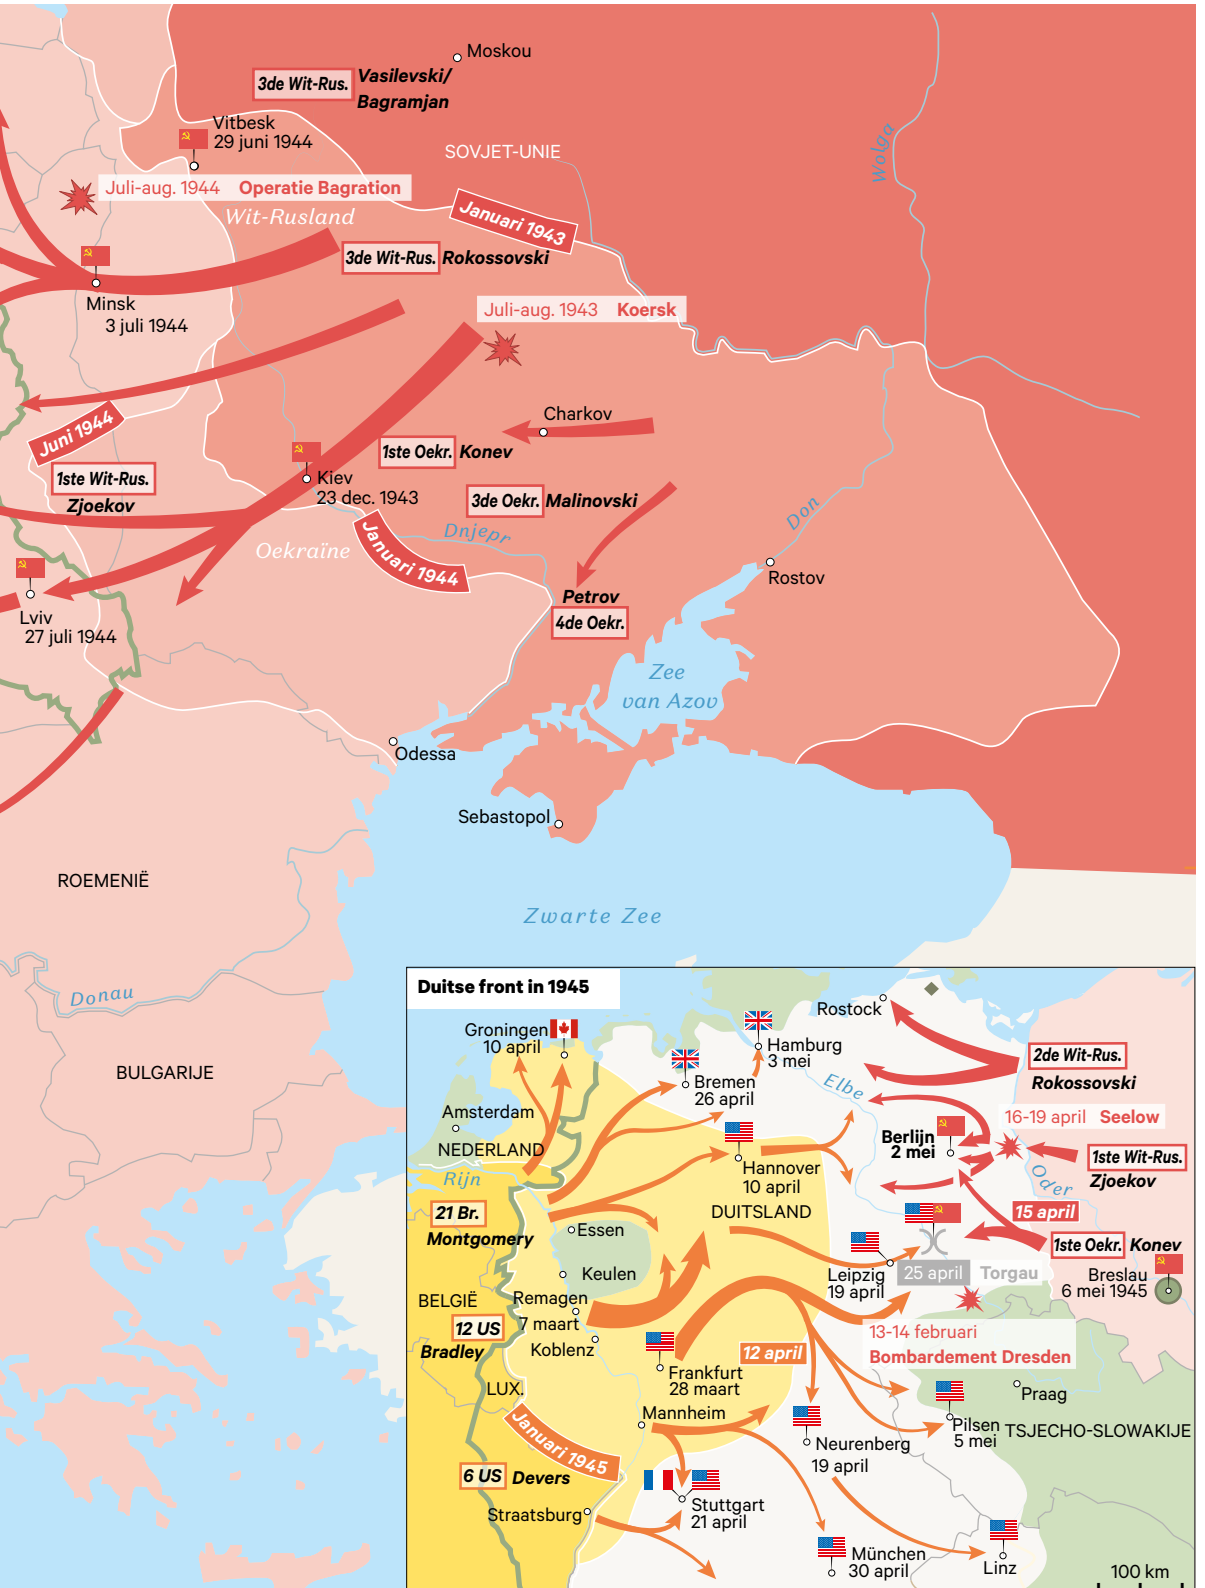 Moskou
3de Wit-Rus.
Vasilevski/
Bagramjan
Vitbesk
29 juni 1944
SOVJET-UNIE
Wolga
Juli-aug. 1944 Operatie Bagration
Wit-Rusland
Januari 1943
3de Wit-Rus. Rokossovski
Minsk
3 juli 1944
Juli-aug. 1943 Koersk
Juni 1944
Charkov
1ste Oekr. Konev
1ste Wit-Rus.
Zjoekov
Kiev
23 dec. 1943
3de Oekr. Malinovski
Don
Dnjepr
Oekraïne
Januari 1944
Rostov
Petrov
4de Oekr.
Lviv
27 juli 1944
Zee
van Azov
Odessa
Sebastopol
ROEMENIË
Zwarte Zee
Donau
BULGARIJE
Duitse front in 1945
Rostock
Groningen
10 april
Hamburg
3 mei
2de Wit-Rus.
Rokossovski
Bremen
26 april
Elbe
16-19 april Seelow
Amsterdam
NEDERLAND
Berlijn
2 mei
Hannover
10 april
1ste Wit-Rus.
Zjoekov
Rijn
Oder
21 Br.
Montgomery
DUITSLAND
15 april
Essen
1ste Oekr. Konev
Keulen
Leipzig
19 april
25 april Torgau
Breslau
6 mei 1945
BELGIË
Remagen
7 maart
12 US
Bradley
Koblenz
13-14 februari
Bombardement Dresden
12 april
Frankfurt
28 maart
LUX.
Praag
Mannheim
Januari 1945
Pilsen
5 mei
TSJECHO-SLOWAKIJE
Neurenberg
19 april
6 US Devers
Straatsburg
Stuttgart
21 april
München
30 april
Linz
100 km